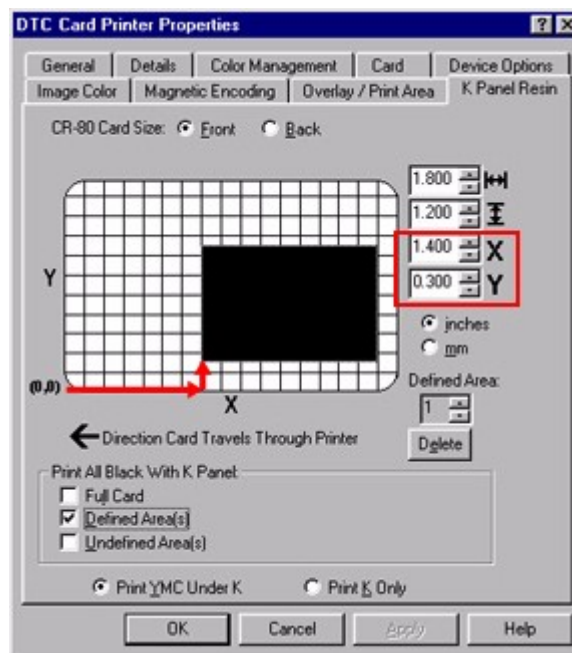 DTC Card Printer Properties
General Details Color Management Card Device Options
Image Color Magnetic Encoding Overlay / Print Area K Panel Resin
CR-80 Card Size: Front Back
1.800
1.200
1.400 X
0.300 Y
Y
inches
mm
(0,0)
X
Defined Area:
1
Direction Card Travels Through Printer
Delete
Print All Black With K Panel:
Full Card
Defined Area(s)
Undefined Area(s)
Print YMC Under K Print K Only
OK Cancel Apply Help